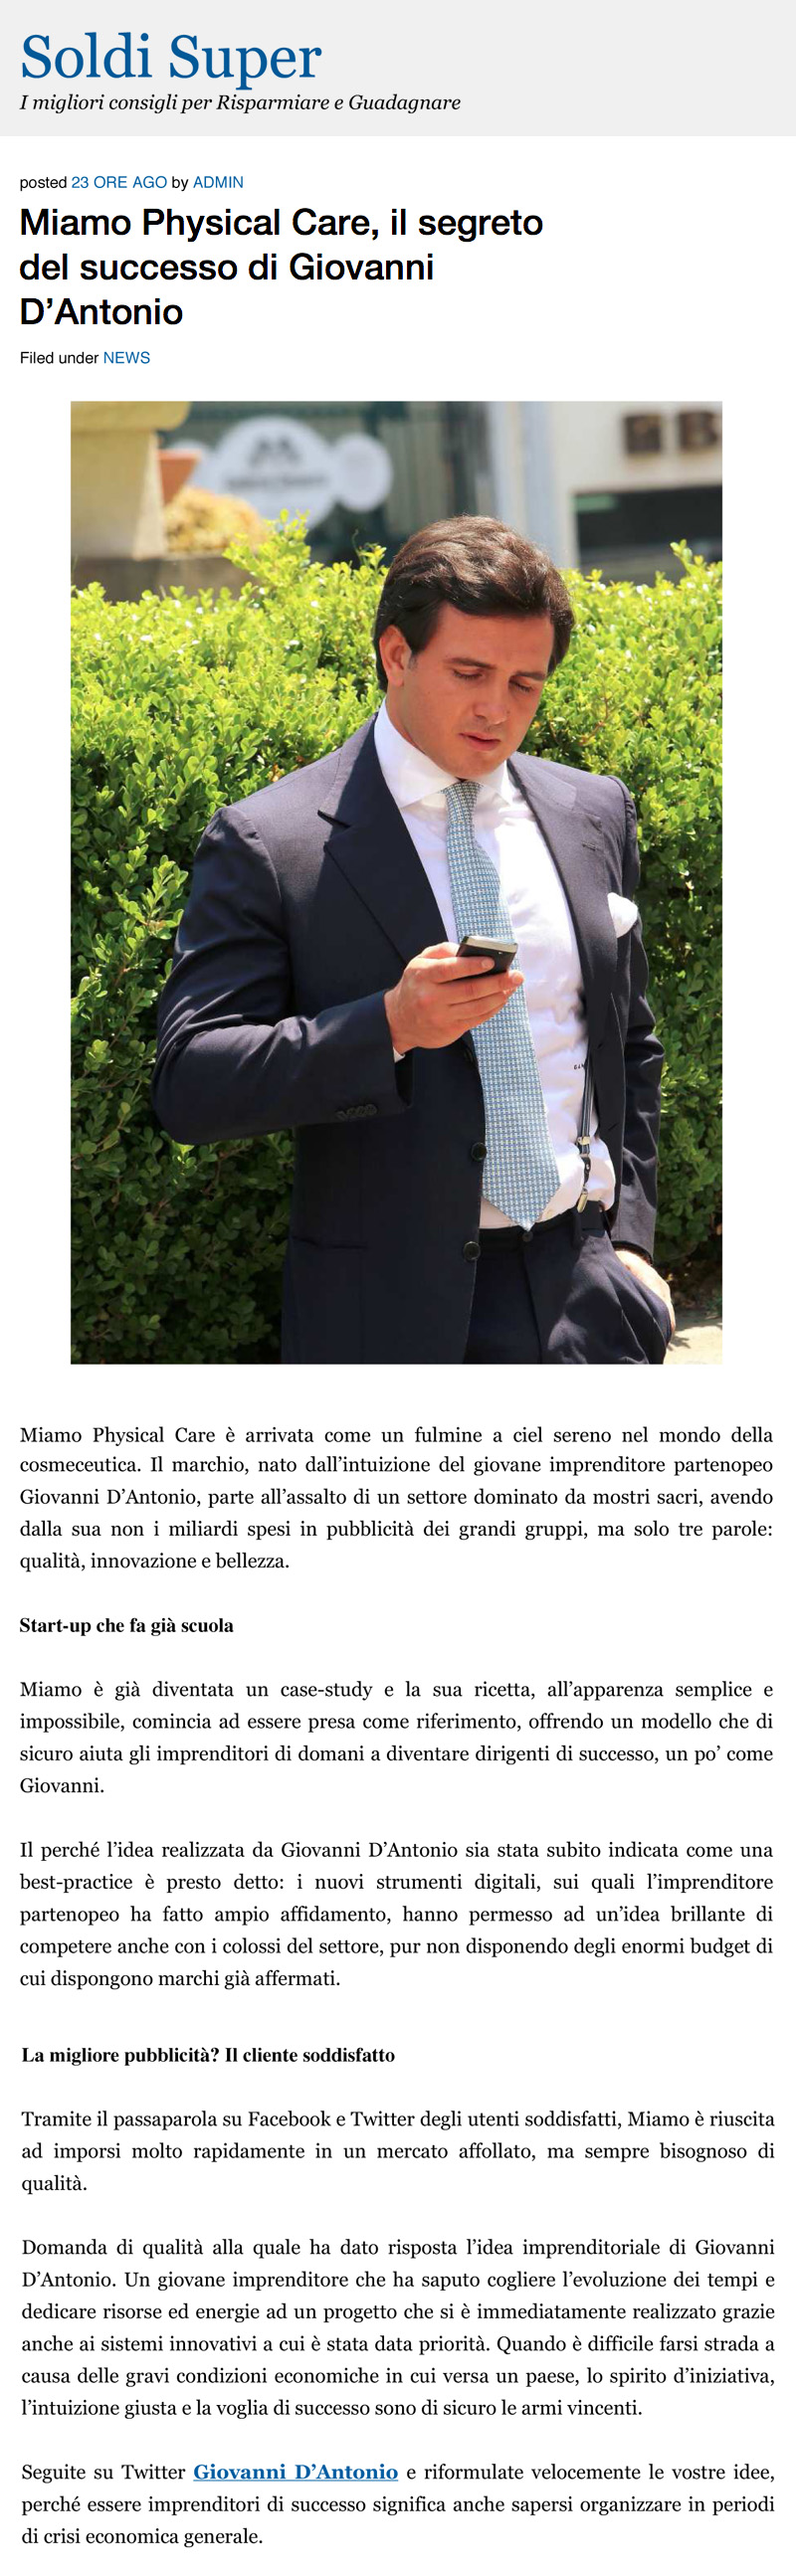 Soldi Super
I migliori consigli per Risparmiare e Guadagnare
posted 23 ORE AGO by ADMIN
Miamo Physical Care, il segreto
del successo di Giovanni
D’Antonio
Filed under NEWS
Miamo Physical Care è arrivata come un fulmine a ciel sereno nel mondo della
cosmeceutica. Il marchio, nato dall’intuizione del giovane imprenditore partenopeo
Giovanni D’Antonio, parte all’assalto di un settore dominato da mostri sacri, avendo
dalla sua non i miliardi spesi in pubblicità dei grandi gruppi, ma solo tre parole:
qualità, innovazione e bellezza.
Start-up che fa già scuola
Miamo è già diventata un case-study e la sua ricetta, all’apparenza semplice e
impossibile, comincia ad essere presa come riferimento, offrendo un modello che di
sicuro aiuta gli imprenditori di domani a diventare dirigenti di successo, un po’ come
Giovanni.
Il perché l’idea realizzata da Giovanni D’Antonio sia stata subito indicata come una
best-practice è presto detto: i nuovi strumenti digitali, sui quali l’imprenditore
partenopeo ha fatto ampio affidamento, hanno permesso ad un’idea brillante di
competere anche con i colossi del settore, pur non disponendo degli enormi budget di
cui dispongono marchi già affermati.
La migliore pubblicità? Il cliente soddisfatto
Tramite il passaparola su Facebook e Twitter degli utenti soddisfatti, Miamo è riuscita
ad imporsi molto rapidamente in un mercato affollato, ma sempre bisognoso di
qualità.
Domanda di qualità alla quale ha dato risposta l’idea imprenditoriale di Giovanni
D’Antonio. Un giovane imprenditore che ha saputo cogliere l’evoluzione dei tempi e
dedicare risorse ed energie ad un progetto che si è immediatamente realizzato grazie
anche ai sistemi innovativi a cui è stata data priorità. Quando è difficile farsi strada a
causa delle gravi condizioni economiche in cui versa un paese, lo spirito d’iniziativa,
l’intuizione giusta e la voglia di successo sono di sicuro le armi vincenti.
Seguite su Twitter Giovanni D’Antonio e riformulate velocemente le vostre idee,
perché essere imprenditori di successo significa anche sapersi organizzare in periodi
di crisi economica generale.